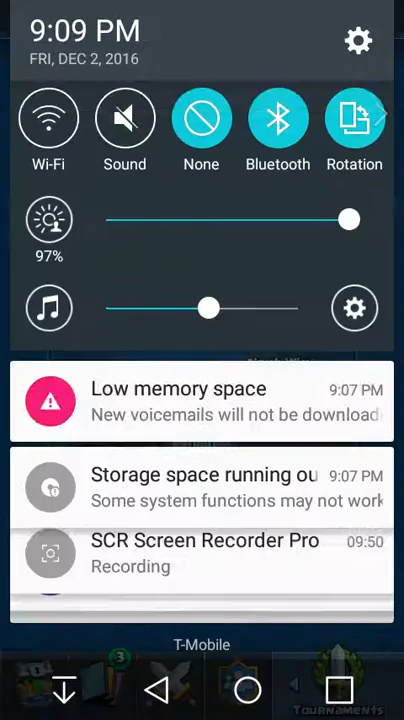 9:09 PM
FRI, DEC 2, 2016
Wi-Fi
Sound
None
Bluetooth
Rotation
97%
Low memory space 9:07 PM
New voicemails will not be download
Storage space running ou 9:07 PM
Some system functions may not work
SCR Screen Recorder Pro 09:50
Recording
T-Mobile
3
TOURNAMENTS